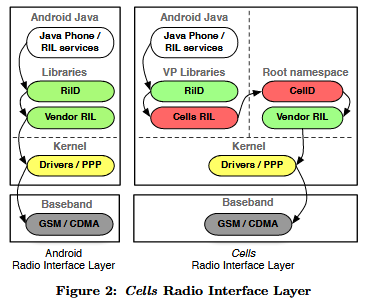 Android Java
Java Phone /
RIL services
Libraries
RilD
Vendor RIL
Kernel
Drivers / PPP
Baseband
GSM / CDMA
Android
Radio Interface Layer
Android Java
Java Phone /
RIL services
VP Libraries
RilD
Cells RIL
Root namespace
CellD
Vendor RIL
Kernel
Drivers / PPP
Baseband
GSM / CDMA
Cells
Radio Interface Layer
Figure 2: Cells Radio Interface Layer